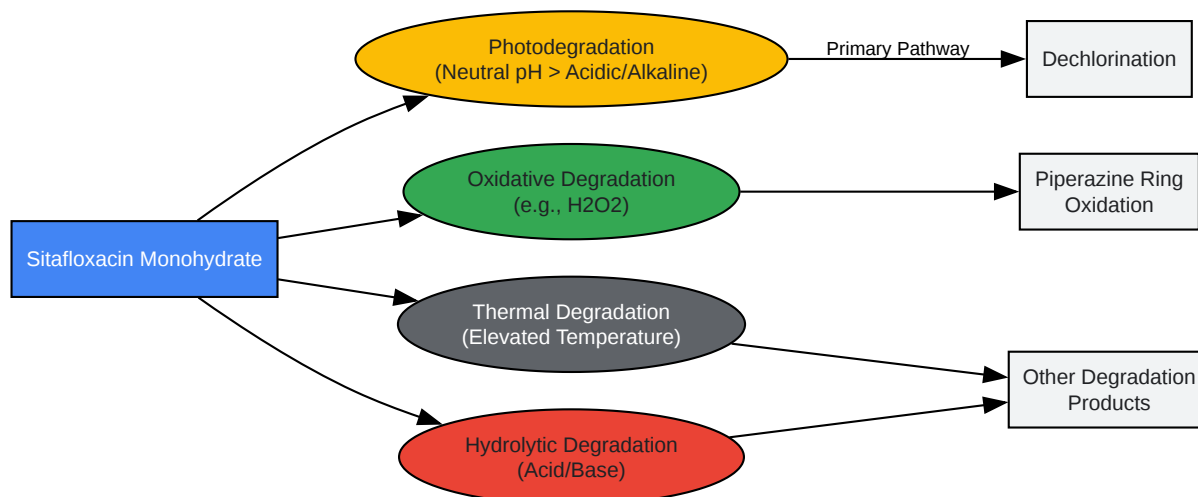 Photodegradation
(Neutral pH > Acidic/Alkaline)
Primary Pathway
Dechlorination
Oxidative Degradation
(e.g., H2O2)
Piperazine Ring
Oxidation
Sitafloxacin Monohydrate
Thermal Degradation
(Elevated Temperature)
Other Degradation
Products
Hydrolytic Degradation
(Acid/Base)